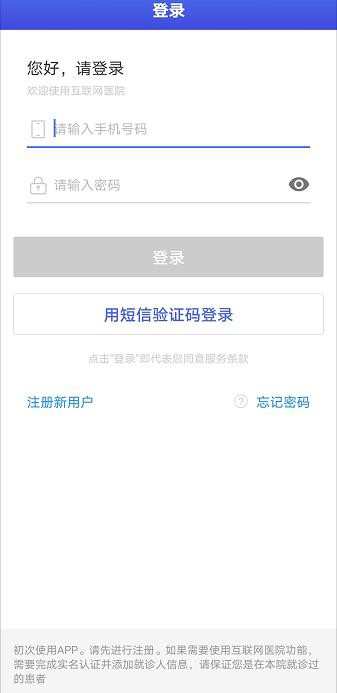 登录
您好，请登录
欢迎使用互联网医院
请输入手机号码
请输入密码
登录
用短信验证码登录
点击"登录"即代表您同意服务条款
注册新用户
? 忘记密码
初次使用APP。请先进行注册。如果需要使用互联网医院功能，
需要完成实名认证并添加就诊人信息，请保证您是在本院就诊过
的患者